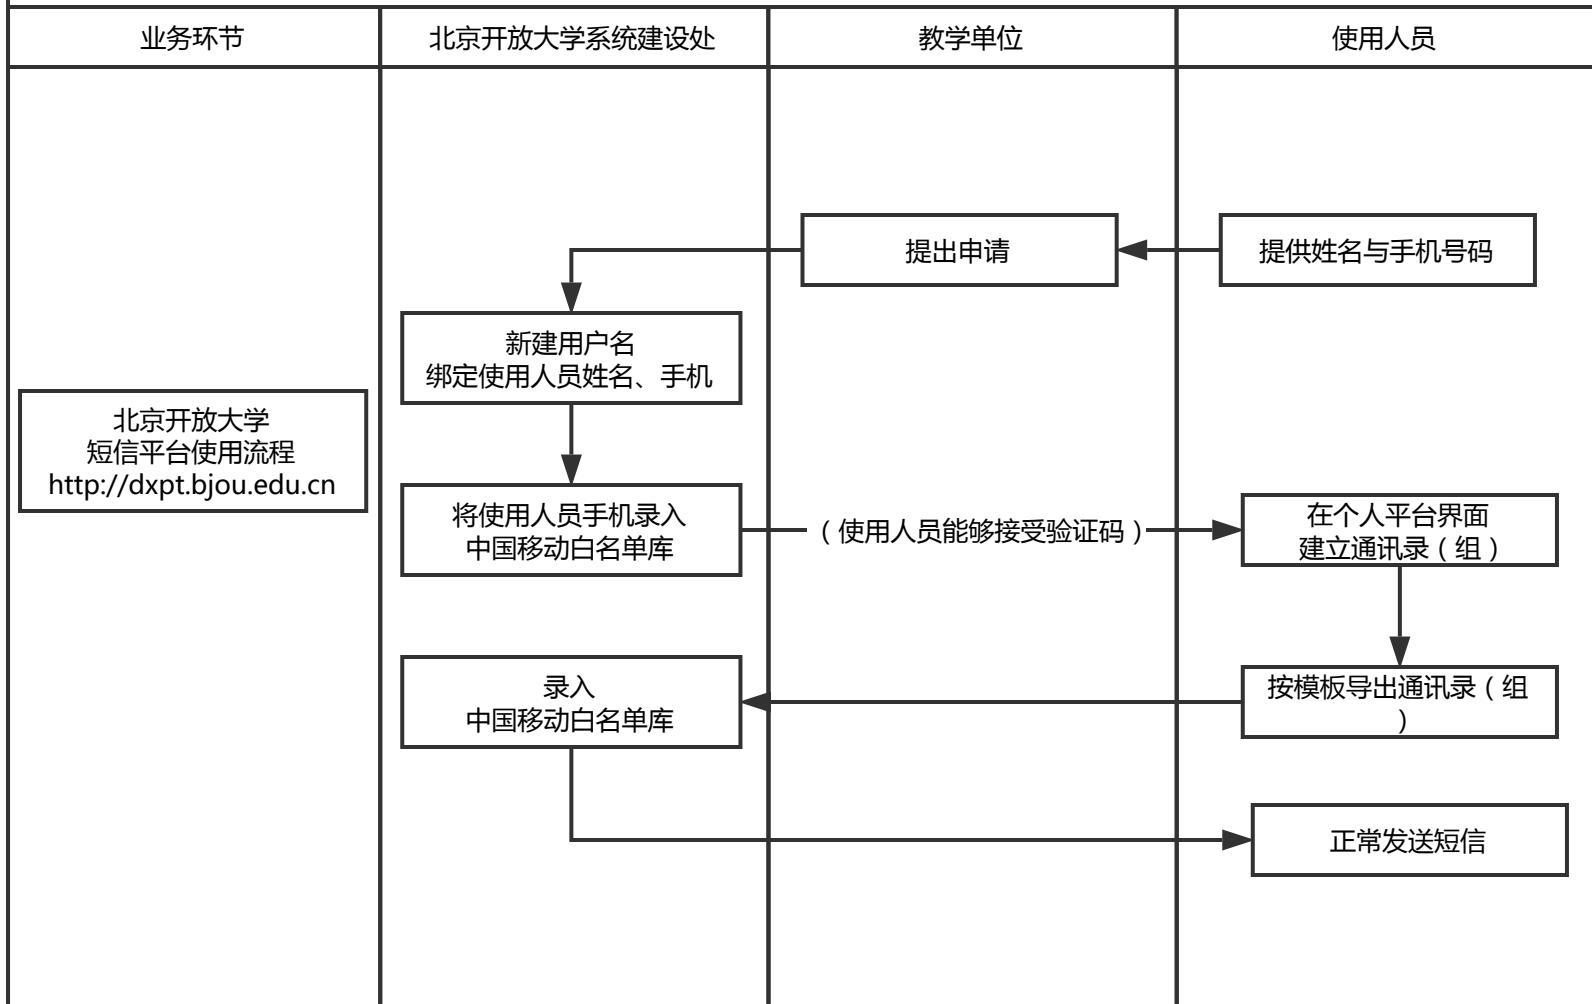 业务环节
北京开放大学系统建设处
教学单位
使用人员
提出申请
提供姓名与手机号码
新建用户名
绑定使用人员姓名、手机
北京开放大学
短信平台使用流程
http://dxpt.bjou.edu.cn
将使用人员手机录入
中国移动白名单库
（使用人员能够接受验证码）
在个人平台界面
建立通讯录（组）
录入
中国移动白名单库
按模板导出通讯录（组
）
正常发送短信